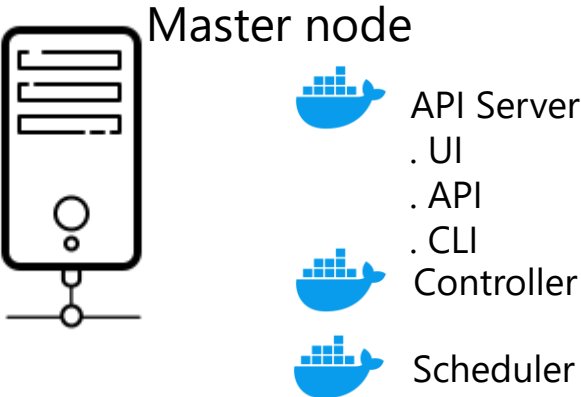 Master node
API Server
. UI
. API
. CLI
Controller
Scheduler